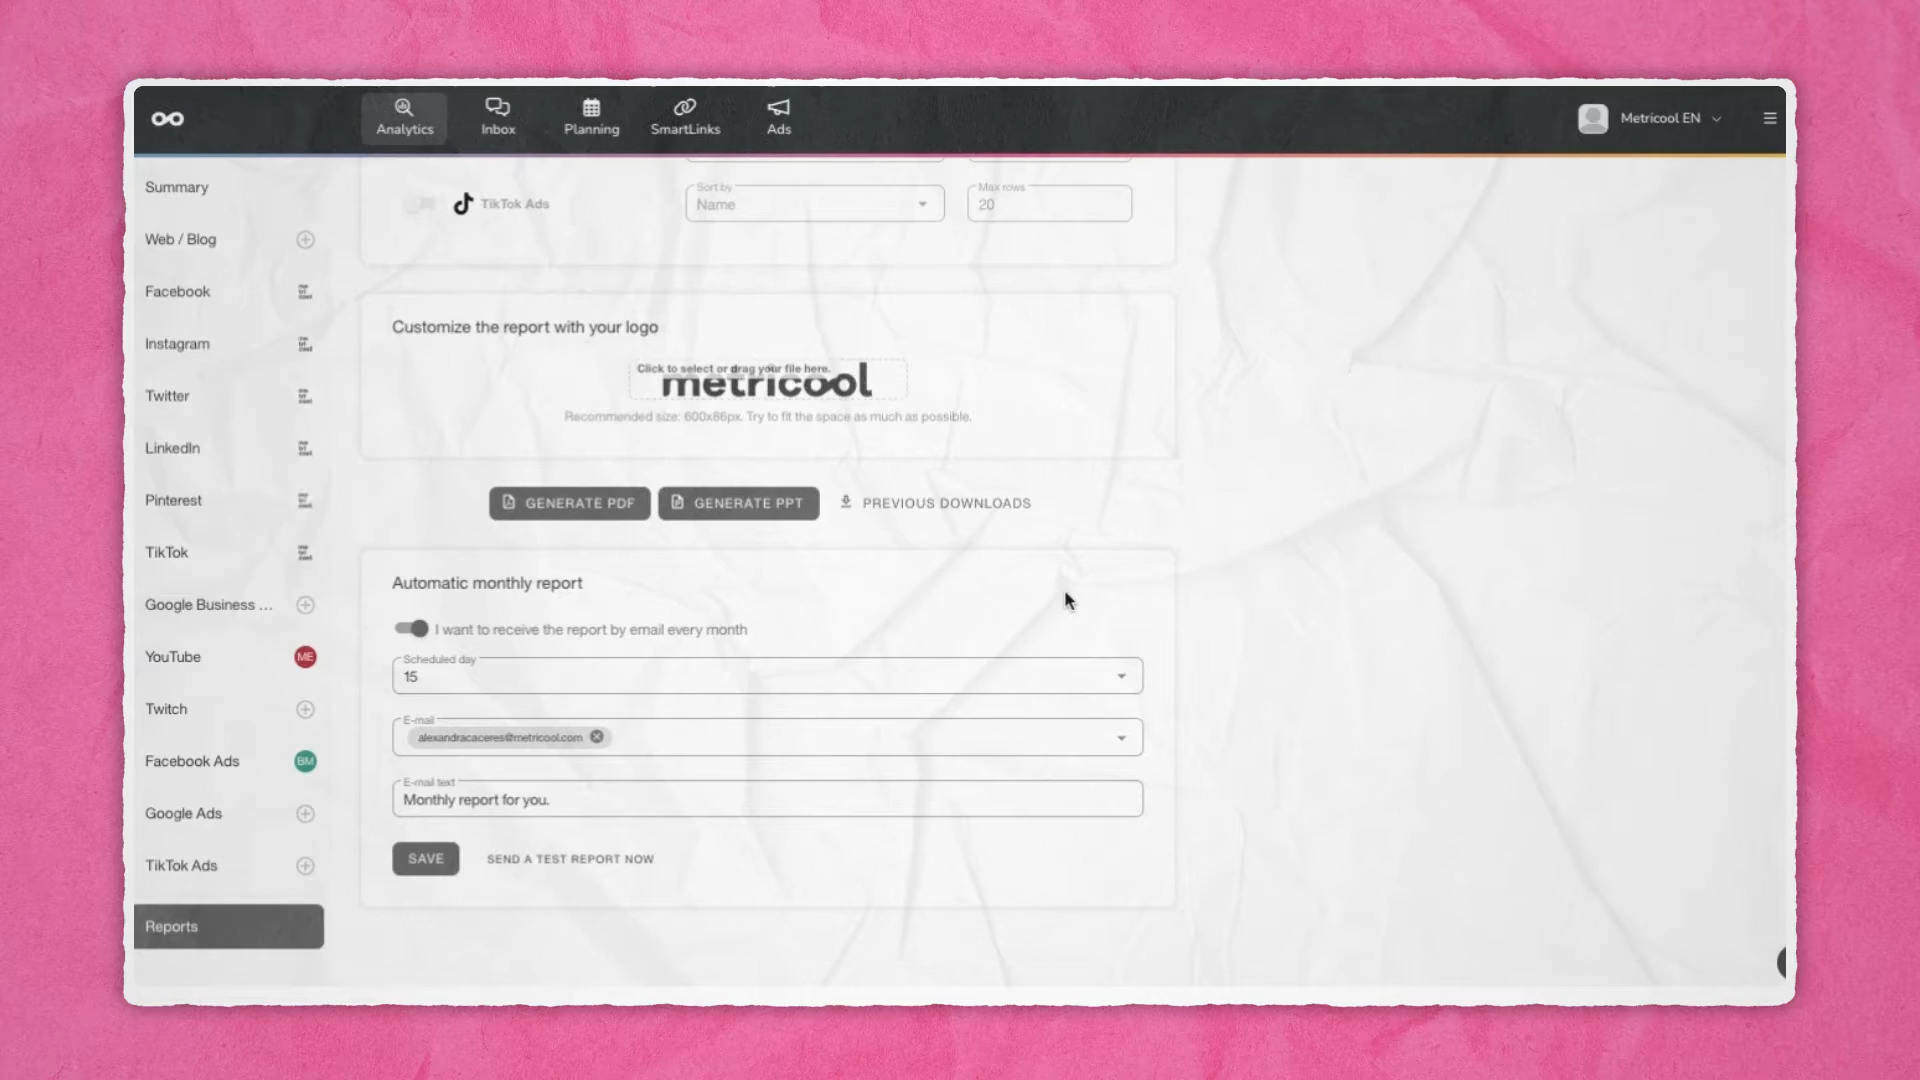 Analytics
Inbox
Planning
SmartLinks
Ads
Metricool EN
Summary
Web / Blog
Facebook
Instagram
Twitter
LinkedIn
Pinterest
TikTok
Google Business ...
YouTube
ME
Twitch
Facebook Ads
BM
Google Ads
TikTok Ads
Reports
TikTok Ads
Sort by
Name
Max rows
20
Customize the report with your logo
Click to select or drag your file here.
metricool
Recommended size: 600x86px. Try to fit the space as much as possible.
GENERATE PDF
GENERATE PPT
PREVIOUS DOWNLOADS
Automatic monthly report
I want to receive the report by email every month
Scheduled day
15
E-mail
alexandracaceres@metricool.com
E-mail text
Monthly report for you.
SAVE
SEND A TEST REPORT NOW